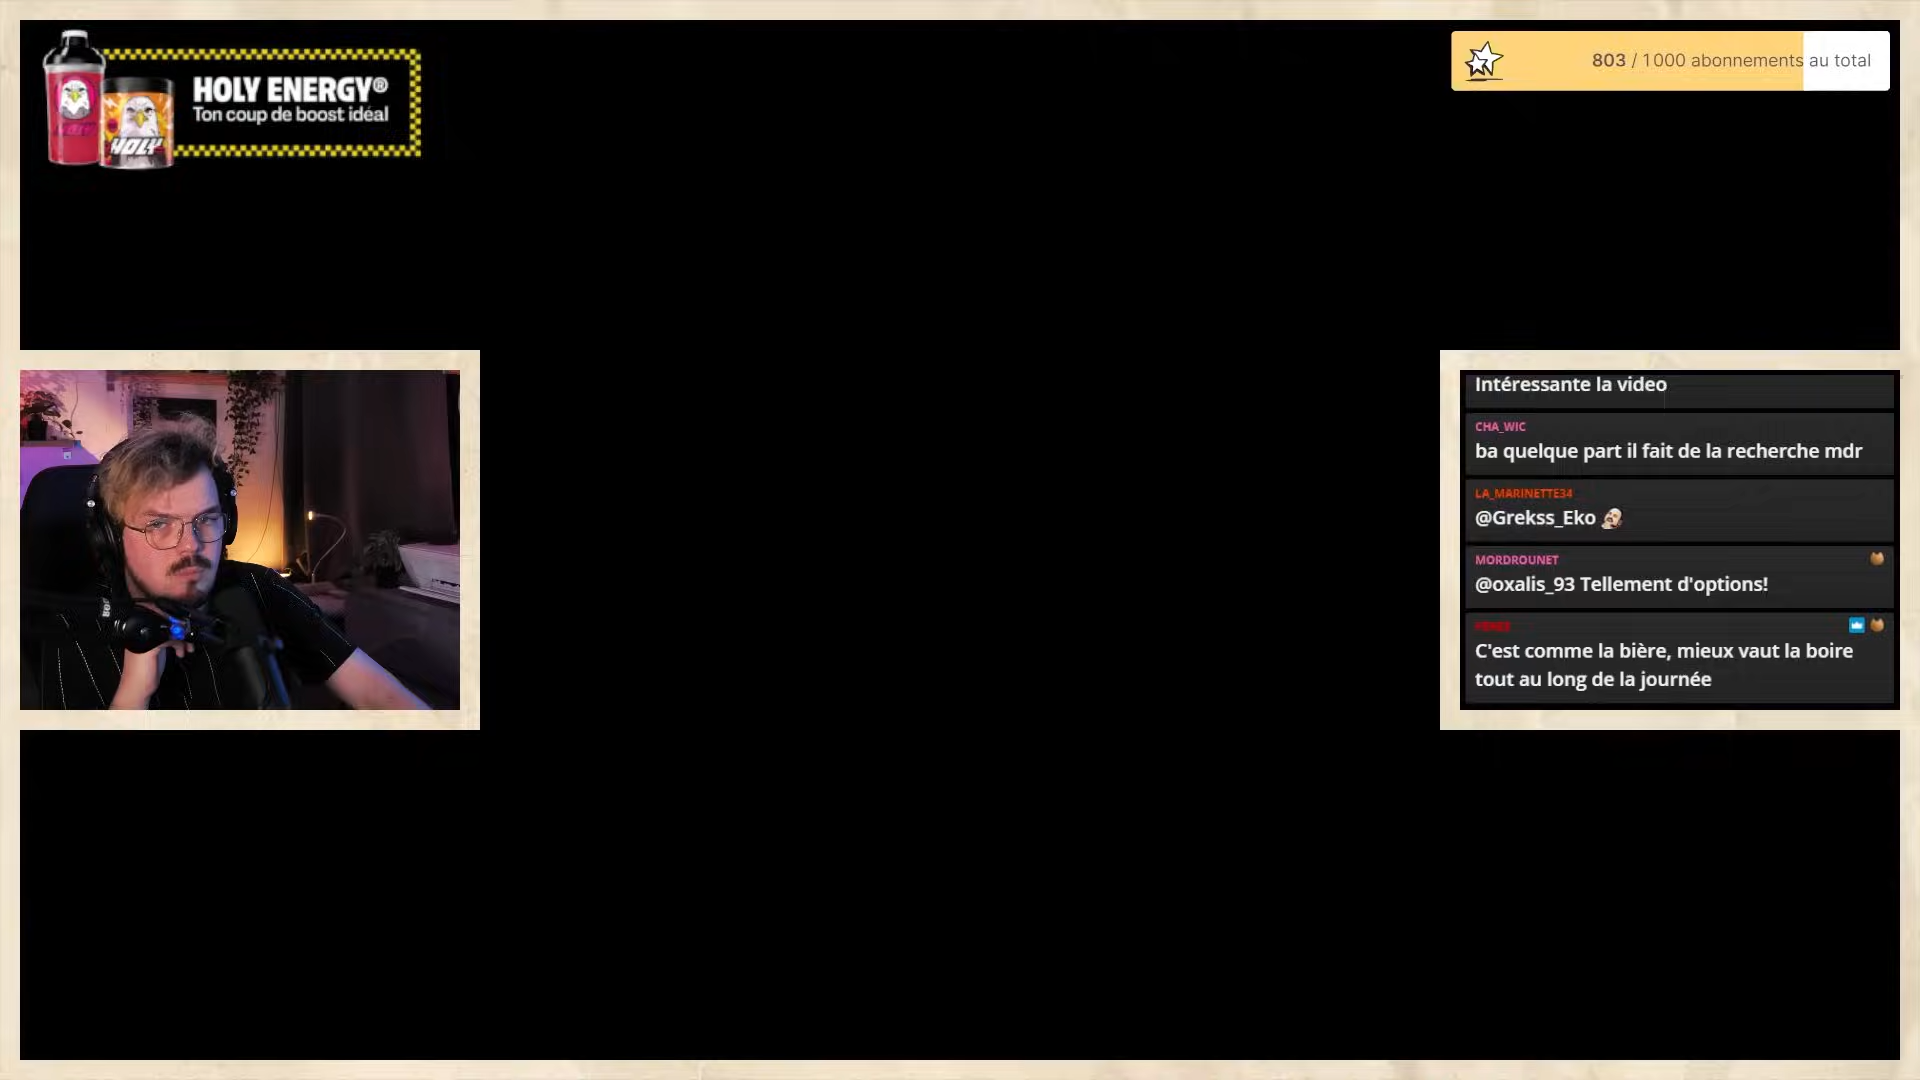 HOLY ENERGY®
Ton coup de boost idéal
HOLY
803 / 1000 abonnements au total
Intéressante la video
CHA_WIC
ba quelque part il fait de la recherche mdr
LA_MARINETTE34
@Grekss_Eko
MORDROUNET
@oxalis_93 Tellement d'options!
C'est comme la bière, mieux vaut la boire
tout au long de la journée